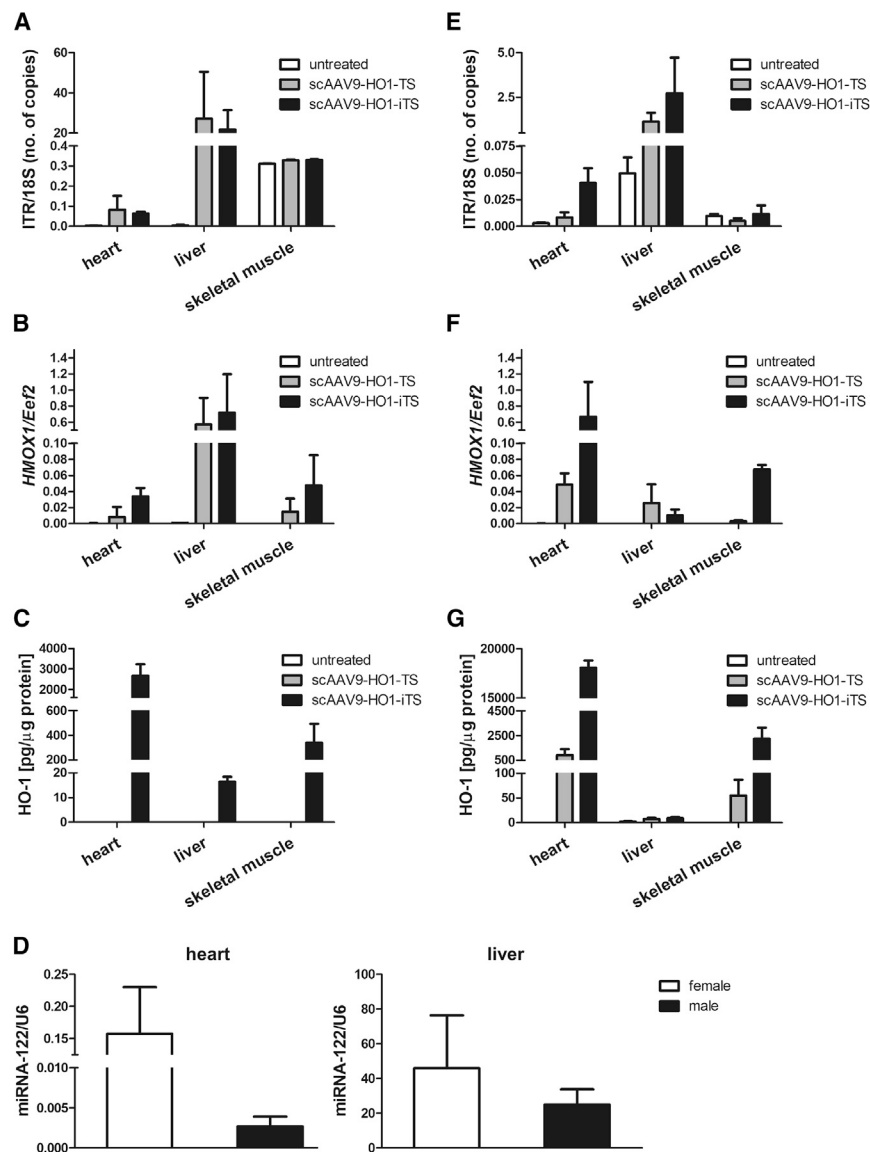 A
ITR/18S (no. of copies)
60
40
20
0.4
0.3
0.2
0.1
0.0
heart
liver
skeletal muscle
untreated
scAAV9-HO1-TS
scAAV9-HO1-iTS
E
ITR/18S (no. of copies)
5.0
2.5
0.075
0.050
0.025
0.000
heart
liver
skeletal muscle
untreated
scAAV9-HO1-TS
scAAV9-HO1-iTS
B
HMOX1/Eef2
1.4
1.2
1.0
0.8
0.6
0.4
0.2
0.10
0.08
0.06
0.04
0.02
0.00
heart
liver
skeletal muscle
untreated
scAAV9-HO1-TS
scAAV9-HO1-iTS
F
HMOX1/Eef2
1.4
1.2
1.0
0.8
0.6
0.4
0.2
0.10
0.08
0.06
0.04
0.02
0.00
heart
liver
skeletal muscle
untreated
scAAV9-HO1-TS
scAAV9-HO1-iTS
C
HO-1 [pg/µg protein]
4000
3000
2000
600
400
200
20
10
0
heart
liver
skeletal muscle
untreated
scAAV9-HO1-TS
scAAV9-HO1-iTS
G
HO-1 [pg/µg protein]
20000
15000
4500
2500
500
100
50
0
heart
liver
skeletal muscle
untreated
scAAV9-HO1-TS
scAAV9-HO1-iTS
D
heart
miRNA-122/U6
0.25
0.20
0.15
0.010
0.005
0.000
liver
miRNA-122/U6
100
80
60
40
20
0
female
male